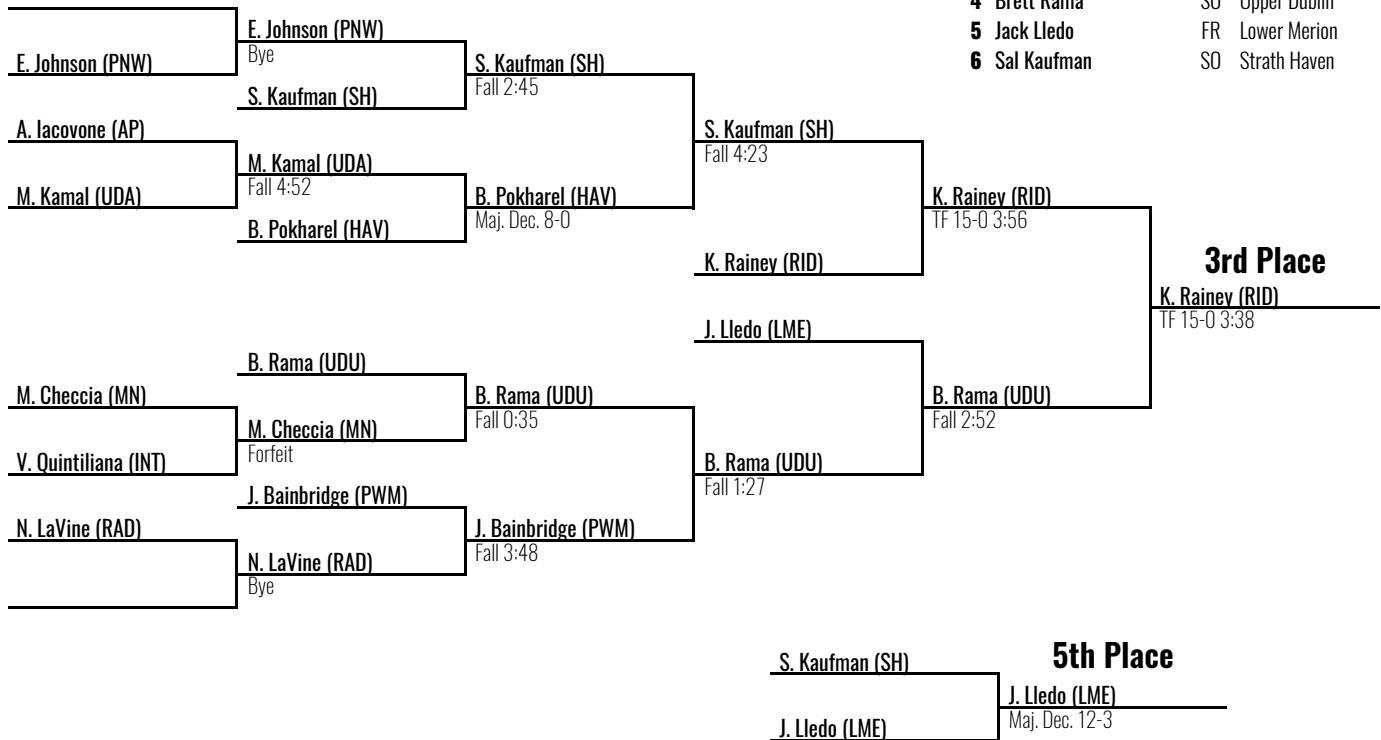 4 Brett Rama SO Upper Dublin
5 Jack Lledo FR Lower Merion
6 Sal Kaufman SO Strath Haven
E. Johnson (PNW)
E. Johnson (PNW)
Bye
S. Kaufman (SH)
S. Kaufman (SH)
Fall 2:45
A. Iacovone (AP)
M. Kamal (UDA)
M. Kamal (UDA)
Fall 4:52
B. Pokharel (HAV)
B. Pokharel (HAV)
Maj. Dec. 8-0
S. Kaufman (SH)
Fall 4:23
K. Rainey (RID)
K. Rainey (RID)
TF 15-0 3:56
3rd Place
K. Rainey (RID)
TF 15-0 3:38
J. Lledo (LME)
B. Rama (UDU)
M. Checcia (MN)
V. Quintiliana (INT)
M. Checcia (MN)
Forfeit
B. Rama (UDU)
Fall 0:35
J. Bainbridge (PWM)
N. LaVine (RAD)
N. LaVine (RAD)
Bye
J. Bainbridge (PWM)
Fall 3:48
B. Rama (UDU)
Fall 1:27
B. Rama (UDU)
Fall 2:52
5th Place
S. Kaufman (SH)
J. Lledo (LME)
J. Lledo (LME)
Maj. Dec. 12-3